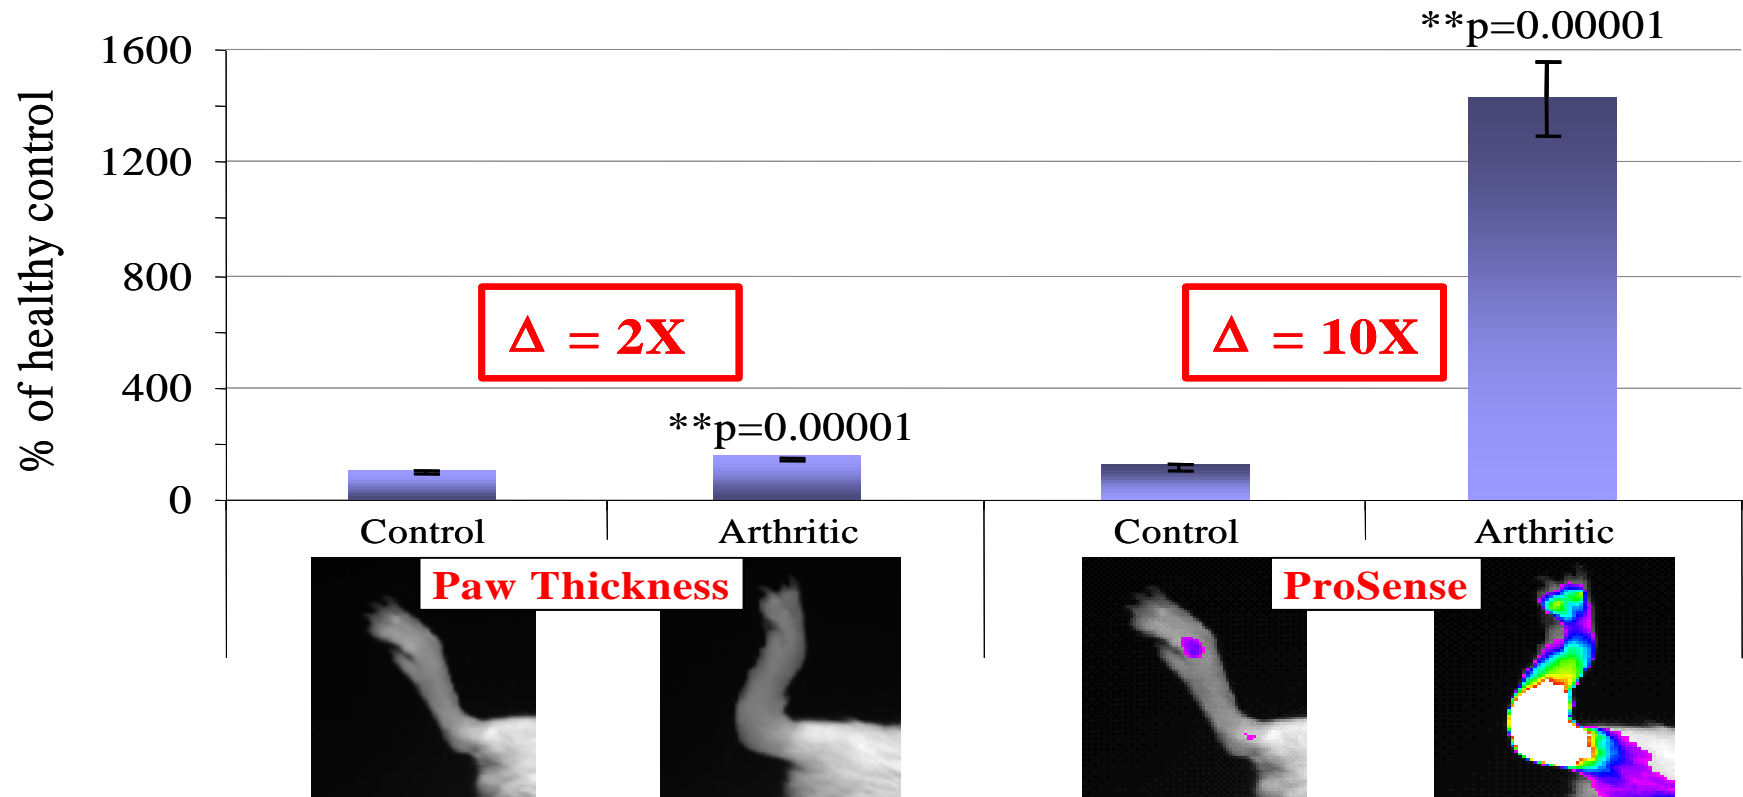 **p=0.00001
1600
1200
800
400
0
% of healthy control
Δ = 2X
Δ = 10X
**p=0.00001
Control
Arthritic
Control
Arthritic
Paw Thickness
ProSense